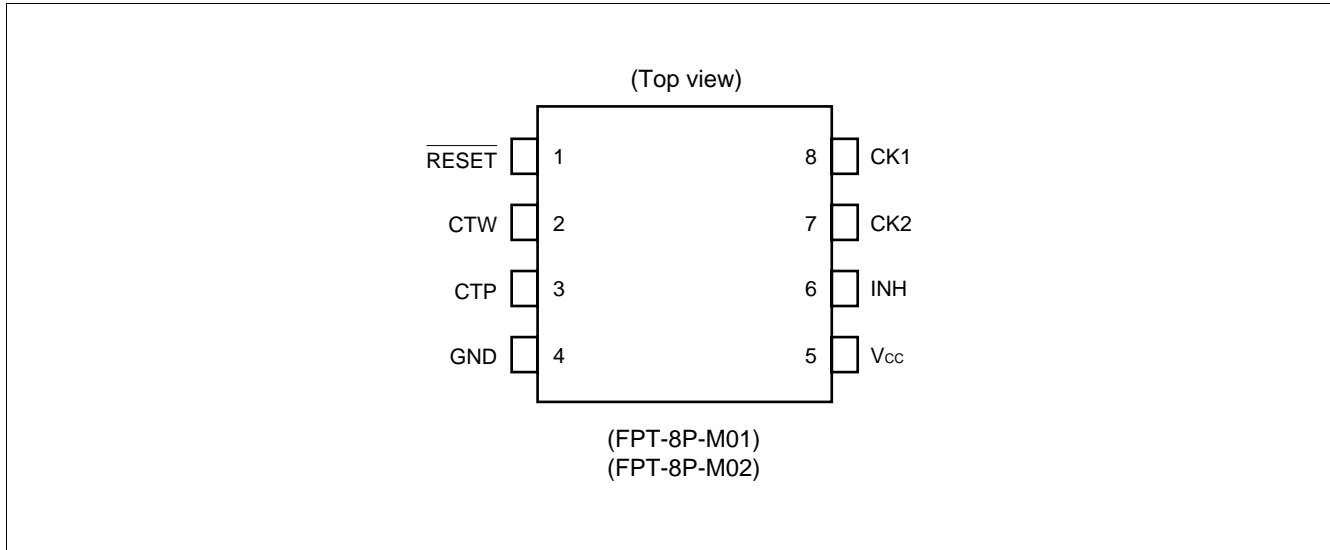 (Top view)
RESET 1 8 CK1
CTW 2 7 CK2
CTP 3 6 INH
GND 4 5 Vcc
(FPT-8P-M01)
(FPT-8P-M02)